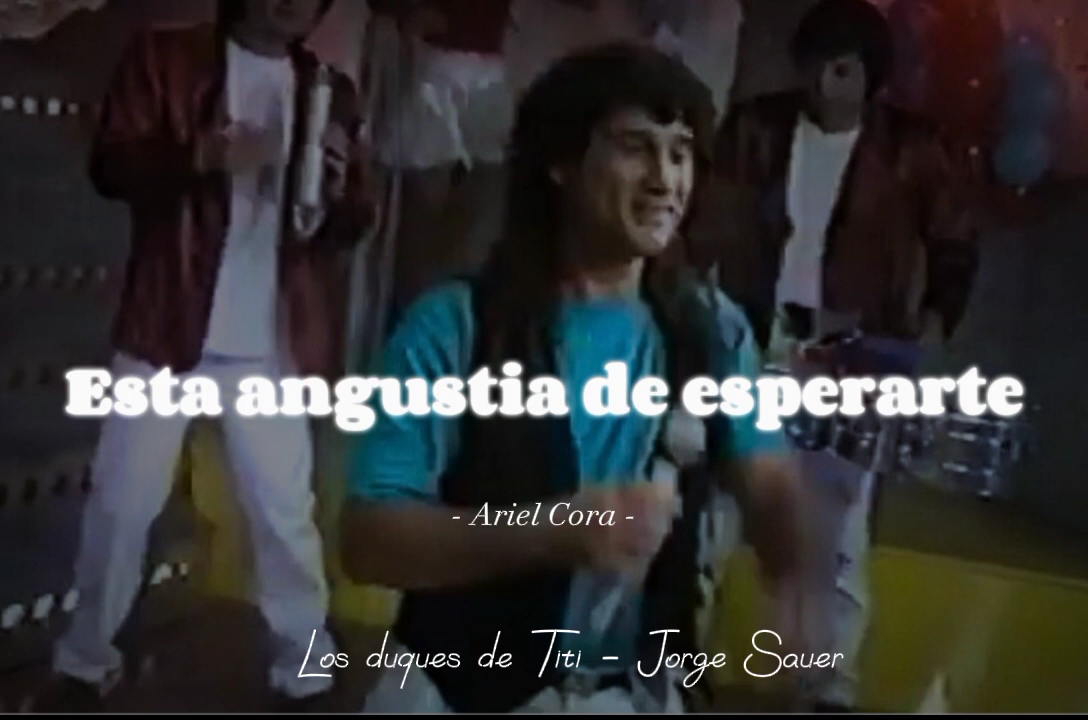 Esta angustia de esperarte
- Ariel Cora -
Los duques de Titi - Jorge Sauer